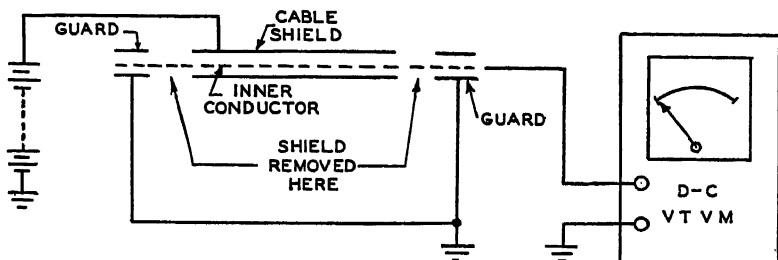 CABLE
SHIELD
GUARD
INNER
CONDUCTOR
GUARD
SHIELD
REMOVED
HERE
D-C
VTVM